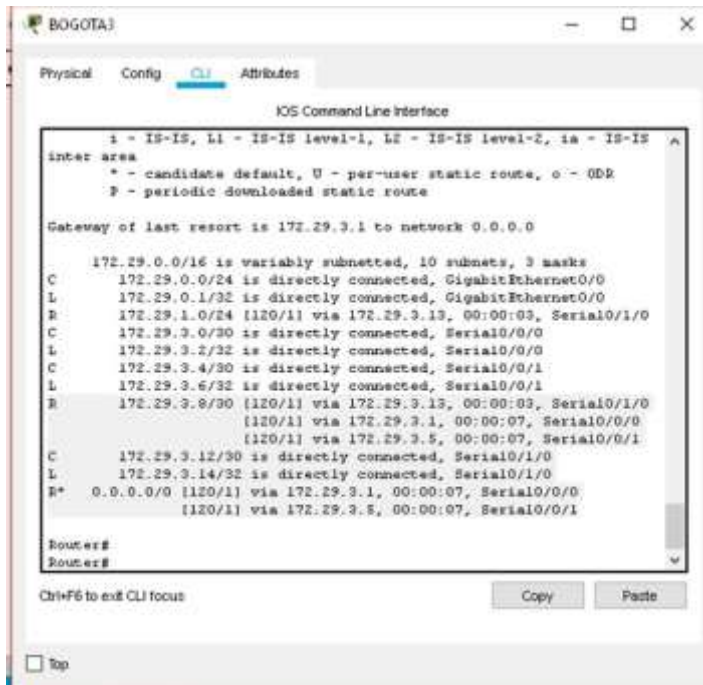 BOGOTA3
Physical Config CLI Attributes
IOS Command Line Interface
i - IS-IS, L1 - IS-IS level-1, L2 - IS-IS level-2, ia - IS-IS
inter area
* - candidate default, U - per-user static route, o - ODR
P - periodic downloaded static route
Gateway of last resort is 172.29.3.1 to network 0.0.0.0
172.29.0.0/16 is variably subnetted, 10 subnets, 3 masks
C 172.29.0.0/24 is directly connected, GigabitEthernet0/0
L 172.29.0.1/32 is directly connected, GigabitEthernet0/0
R 172.29.1.0/24 [120/1] via 172.29.3.13, 00:00:03, Serial0/1/0
C 172.29.3.0/30 is directly connected, Serial0/0/0
L 172.29.3.2/32 is directly connected, Serial0/0/0
C 172.29.3.4/30 is directly connected, Serial0/0/1
L 172.29.3.6/32 is directly connected, Serial0/0/1
R 172.29.3.8/30 [120/1] via 172.29.3.13, 00:00:03, Serial0/1/0
[120/1] via 172.29.3.1, 00:00:07, Serial0/0/0
[120/1] via 172.29.3.5, 00:00:07, Serial0/0/1
C 172.29.3.12/30 is directly connected, Serial0/1/0
L 172.29.3.14/32 is directly connected, Serial0/1/0
R* 0.0.0.0/0 [120/1] via 172.29.3.1, 00:00:07, Serial0/0/0
[120/1] via 172.29.3.5, 00:00:07, Serial0/0/1
Router#
Router#
Ctrl+F6 to exit CLI focus
Copy Paste
Top